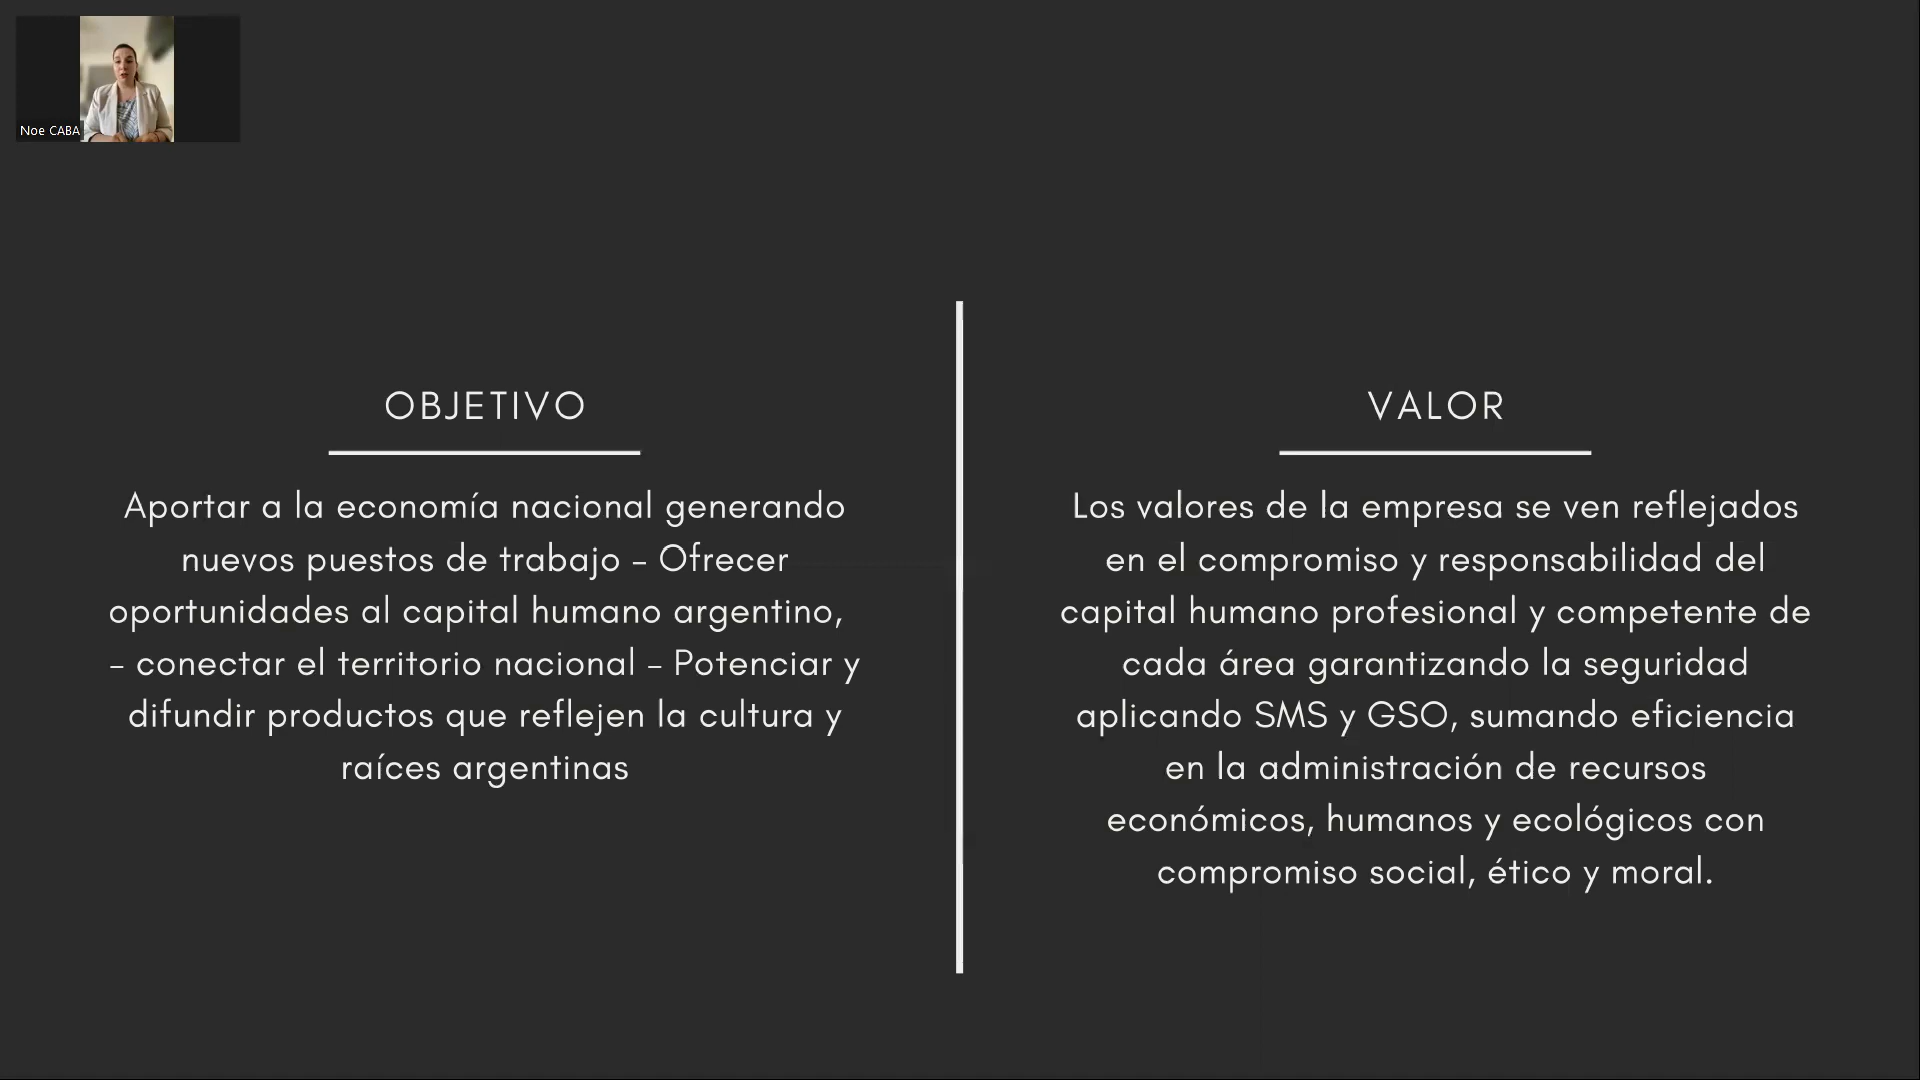 Noe CABA
OBJETIVO
Aportar a la economía nacional generando
nuevos puestos de trabajo – Ofrecer
oportunidades al capital humano argentino,
– conectar el territorio nacional – Potenciar y
difundir productos que reflejen la cultura y
raíces argentinas
VALOR
Los valores de la empresa se ven reflejados
en el compromiso y responsabilidad del
capital humano profesional y competente de
cada área garantizando la seguridad
aplicando SMS y GSO, sumando eficiencia
en la administración de recursos
económicos, humanos y ecológicos con
compromiso social, ético y moral.